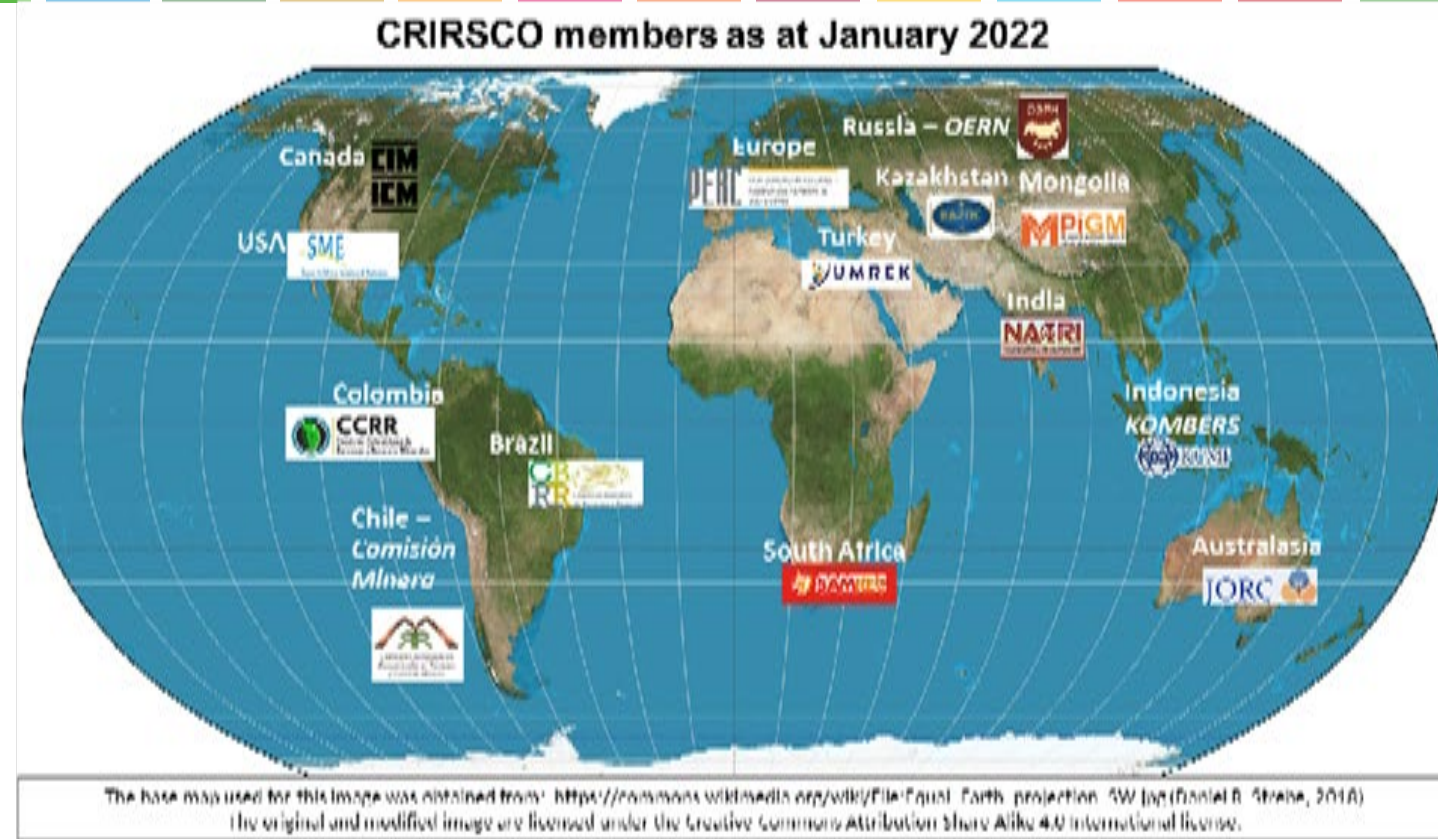 CRIRSCO members as at January 2022
Russia – OERN
Canada CIM
ICM
Europe
PERC
Kazakhstan
Mongolia
MPIGM
USA SME
Turkey
UMREK
India
NACRI
Colombia
CCRR
Indonesia
KOMBERS
Brazil
CB
RR
Chile –
Comisión
Minera
South Africa
SAMREC
Australasia
JORC
The base map used for this image was obtained from: https://commons.wikimedia.org/wiki/File:Equal_Earth_projection_SW.jpg (Daniel R. Strebe, 2018)
The original and modified image are licensed under the Creative Commons Attribution Share Alike 4.0 International license.